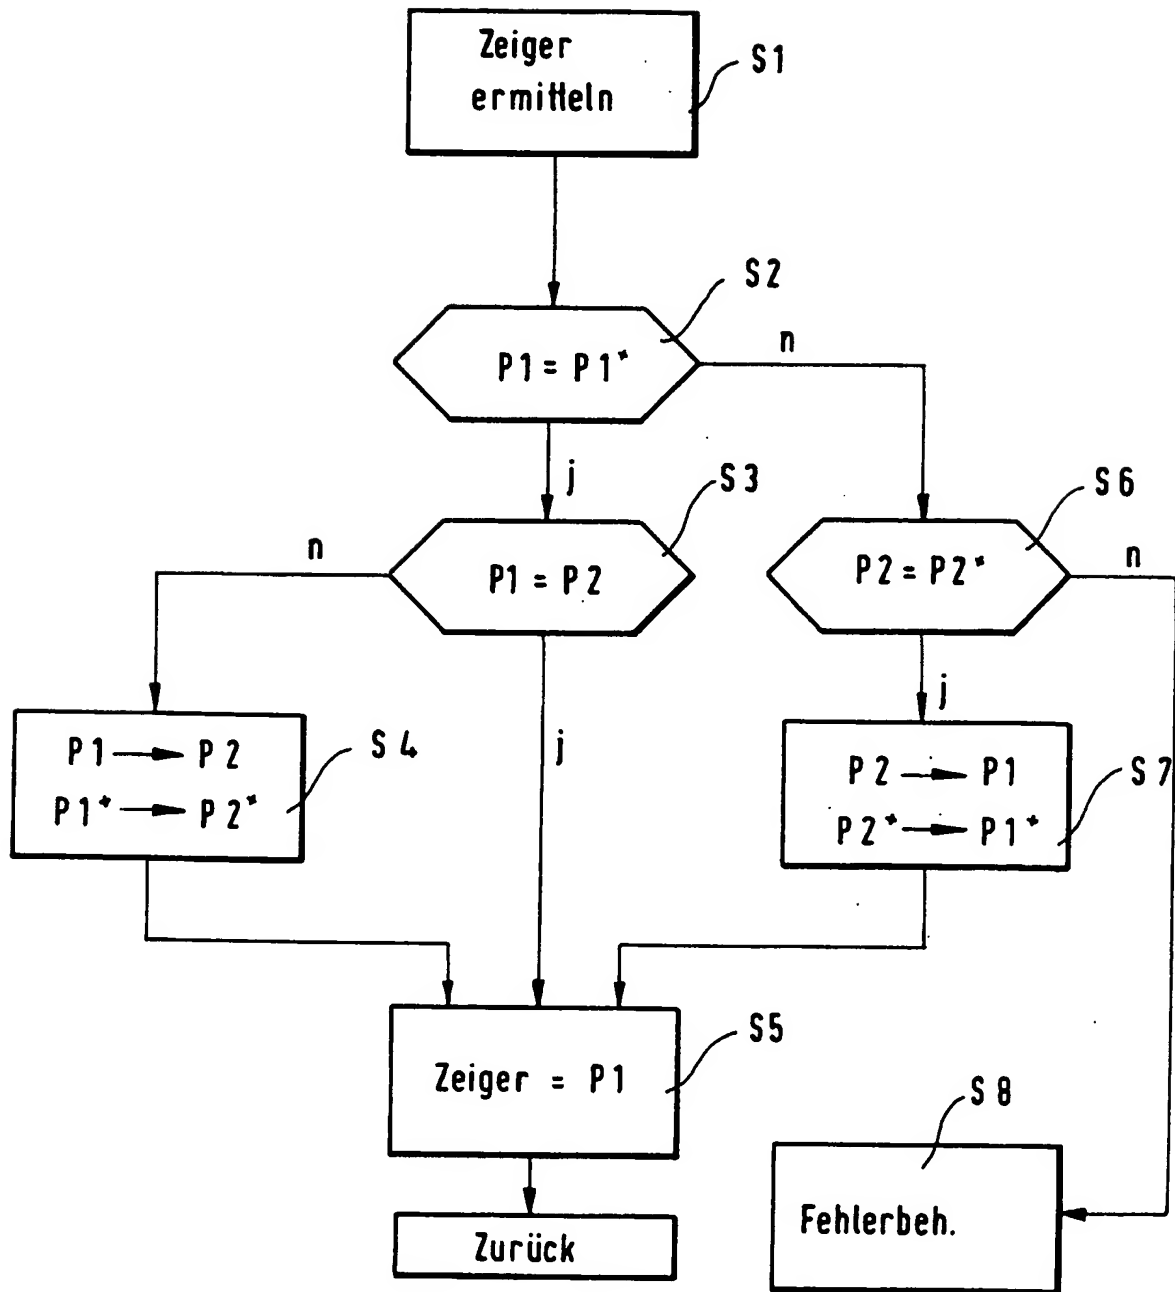 Zeiger
ermitteln
S1
S2
P1 = P1*
n
j
S3
S6
n
P1 = P2
P2 = P2*
n
j
j
P1 → P2
P1* → P2*
S4
P2 → P1
P2* → P1*
S7
Zeiger = P1
S5
S8
Zurück
Fehlerbeh.